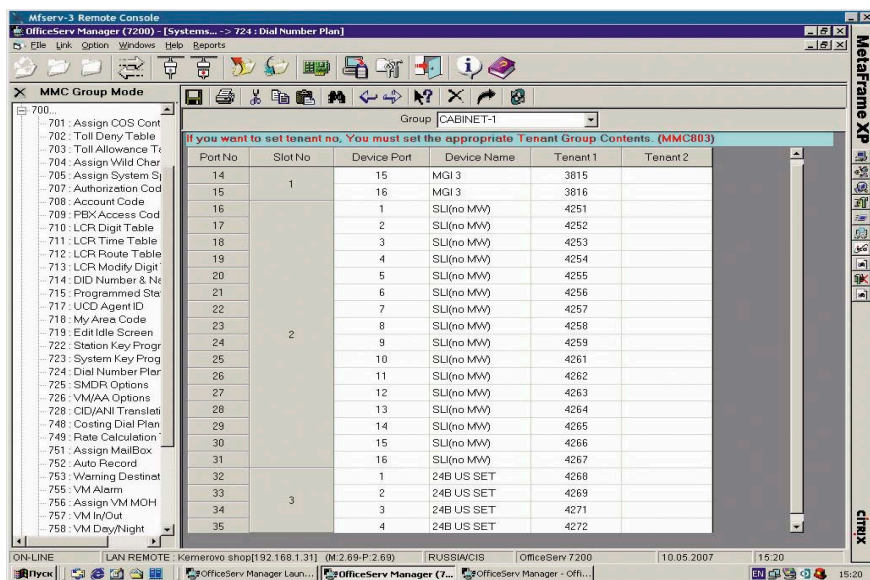 Mfserv-3 Remote Console
OfficeServ Manager (7200) - [Systems... -> 724 : Dial Number Plan]
File Link Option Windows Help Reports
MMC Group Mode
700...
701 : Assign COS Cont
702 : Toll Deny Table
703 : Toll Allowance Ta
704 : Assign Wild Char
705 : Assign System Sp
707 : Authorization Cod
708 : Account Code
709 : PBX Access Cod
710 : LCR Digit Table
711 : LCR Time Table
712 : LCR Route Table
713 : LCR Modify Digit
714 : DID Number & Na
715 : Programmed Sta
717 : UCD Agent ID
718 : My Area Code
719 : Edit Idle Screen
722 : Station Key Progr
723 : System Key Prog
724 : Dial Number Plan
725 : SMDR Options
726 : VM/AA Options
728 : CID/ANI Translati
748 : Costing Dial Plan
749 : Rate Calculation
751 : Assign MailBox
752 : Auto Record
753 : Warning Destinat
755 : VM Alarm
756 : Assign VM MOH
757 : VM In/Out
758 : VM Day/Night
Group CABINET-1
If you want to set tenant no, You must set the appropriate Tenant Group Contents. (MMC803)
Port No Slot No Device Port Device Name Tenant 1 Tenant 2
14 1 15 MGI 3 3815
15 16 MGI 3 3816
16 2 1 SLI(no MW) 4251
17 2 SLI(no MW) 4252
18 3 SLI(no MW) 4253
19 4 SLI(no MW) 4254
20 5 SLI(no MW) 4255
21 6 SLI(no MW) 4256
22 7 SLI(no MW) 4257
23 8 SLI(no MW) 4258
24 9 SLI(no MW) 4259
25 10 SLI(no MW) 4261
26 11 SLI(no MW) 4262
27 12 SLI(no MW) 4263
28 13 SLI(no MW) 4264
29 14 SLI(no MW) 4265
30 15 SLI(no MW) 4266
31 16 SLI(no MW) 4267
32 3 1 24B US SET 4268
33 2 24B US SET 4269
34 3 24B US SET 4271
35 4 24B US SET 4272
MetaFrame XP
CITRIX
ON-LINE LAN REMOTE : Kemerovo shop[192.168.1.31] (M:2.69-P:2.69) RUSSIA/CIS OfficeServ 7200 10.05.2007 15:20
Пуск OfficeServ Manager Laun... OfficeServ Manager (7... OfficeServ Manager - Offi... EN 15:20